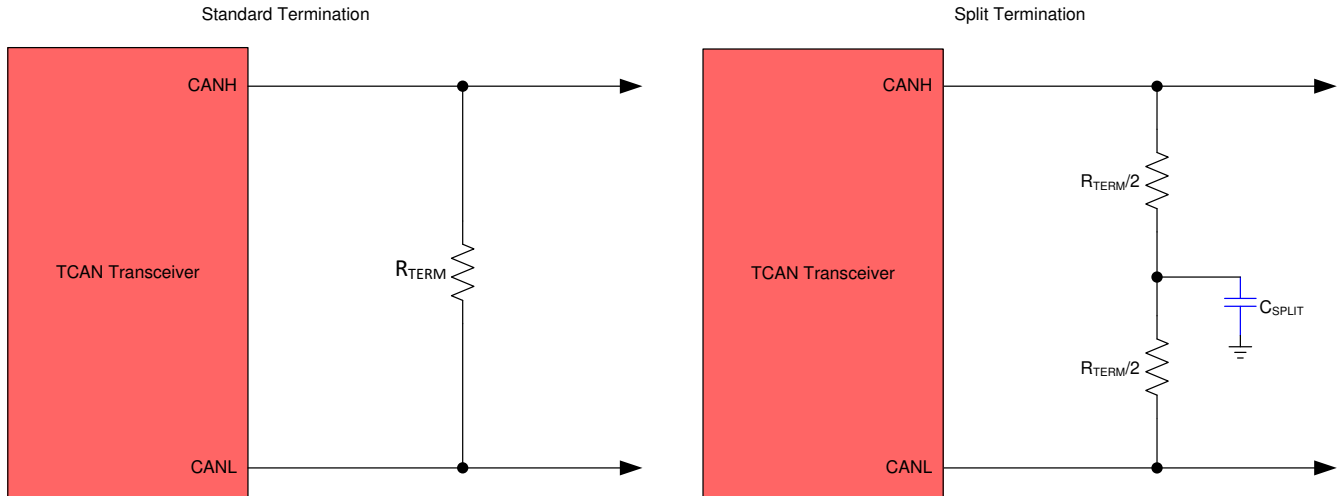 Standard Termination
CANH
TCAN Transceiver
RTERM
CANL
Split Termination
CANH
RTERM/2
TCAN Transceiver
CSPLIT
RTERM/2
CANL